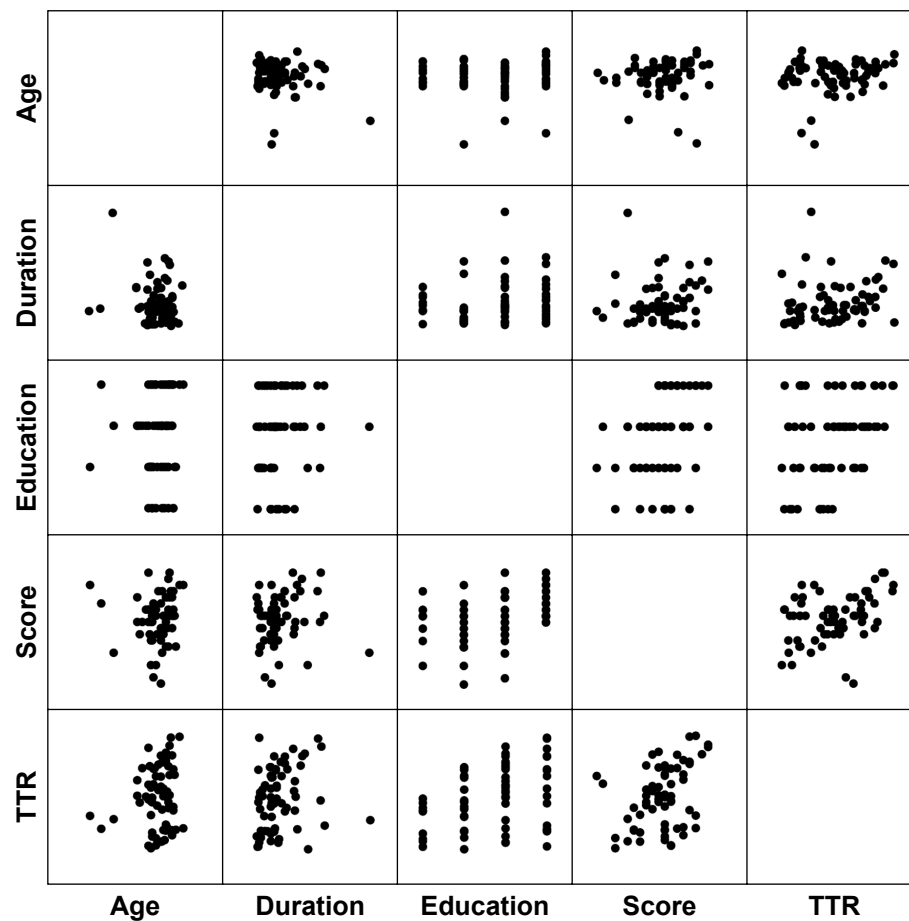 Age
Duration
Education
Score
TTR
Age Duration Education Score TTR